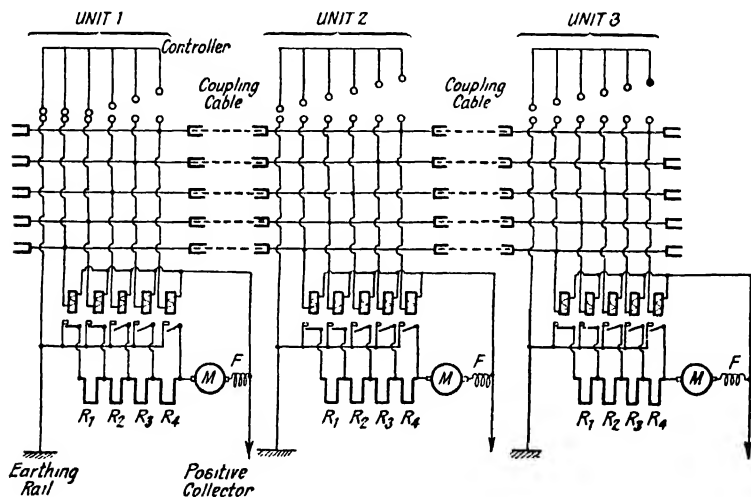 UNIT 1 UNIT 2 UNIT 3
Controller
Coupling Cable
Coupling Cable
F F F
M M M
R1 R2 R3 R4
R1 R2 R3 R4
R1 R2 R3 R4
Earthing Rail
Positive Collector